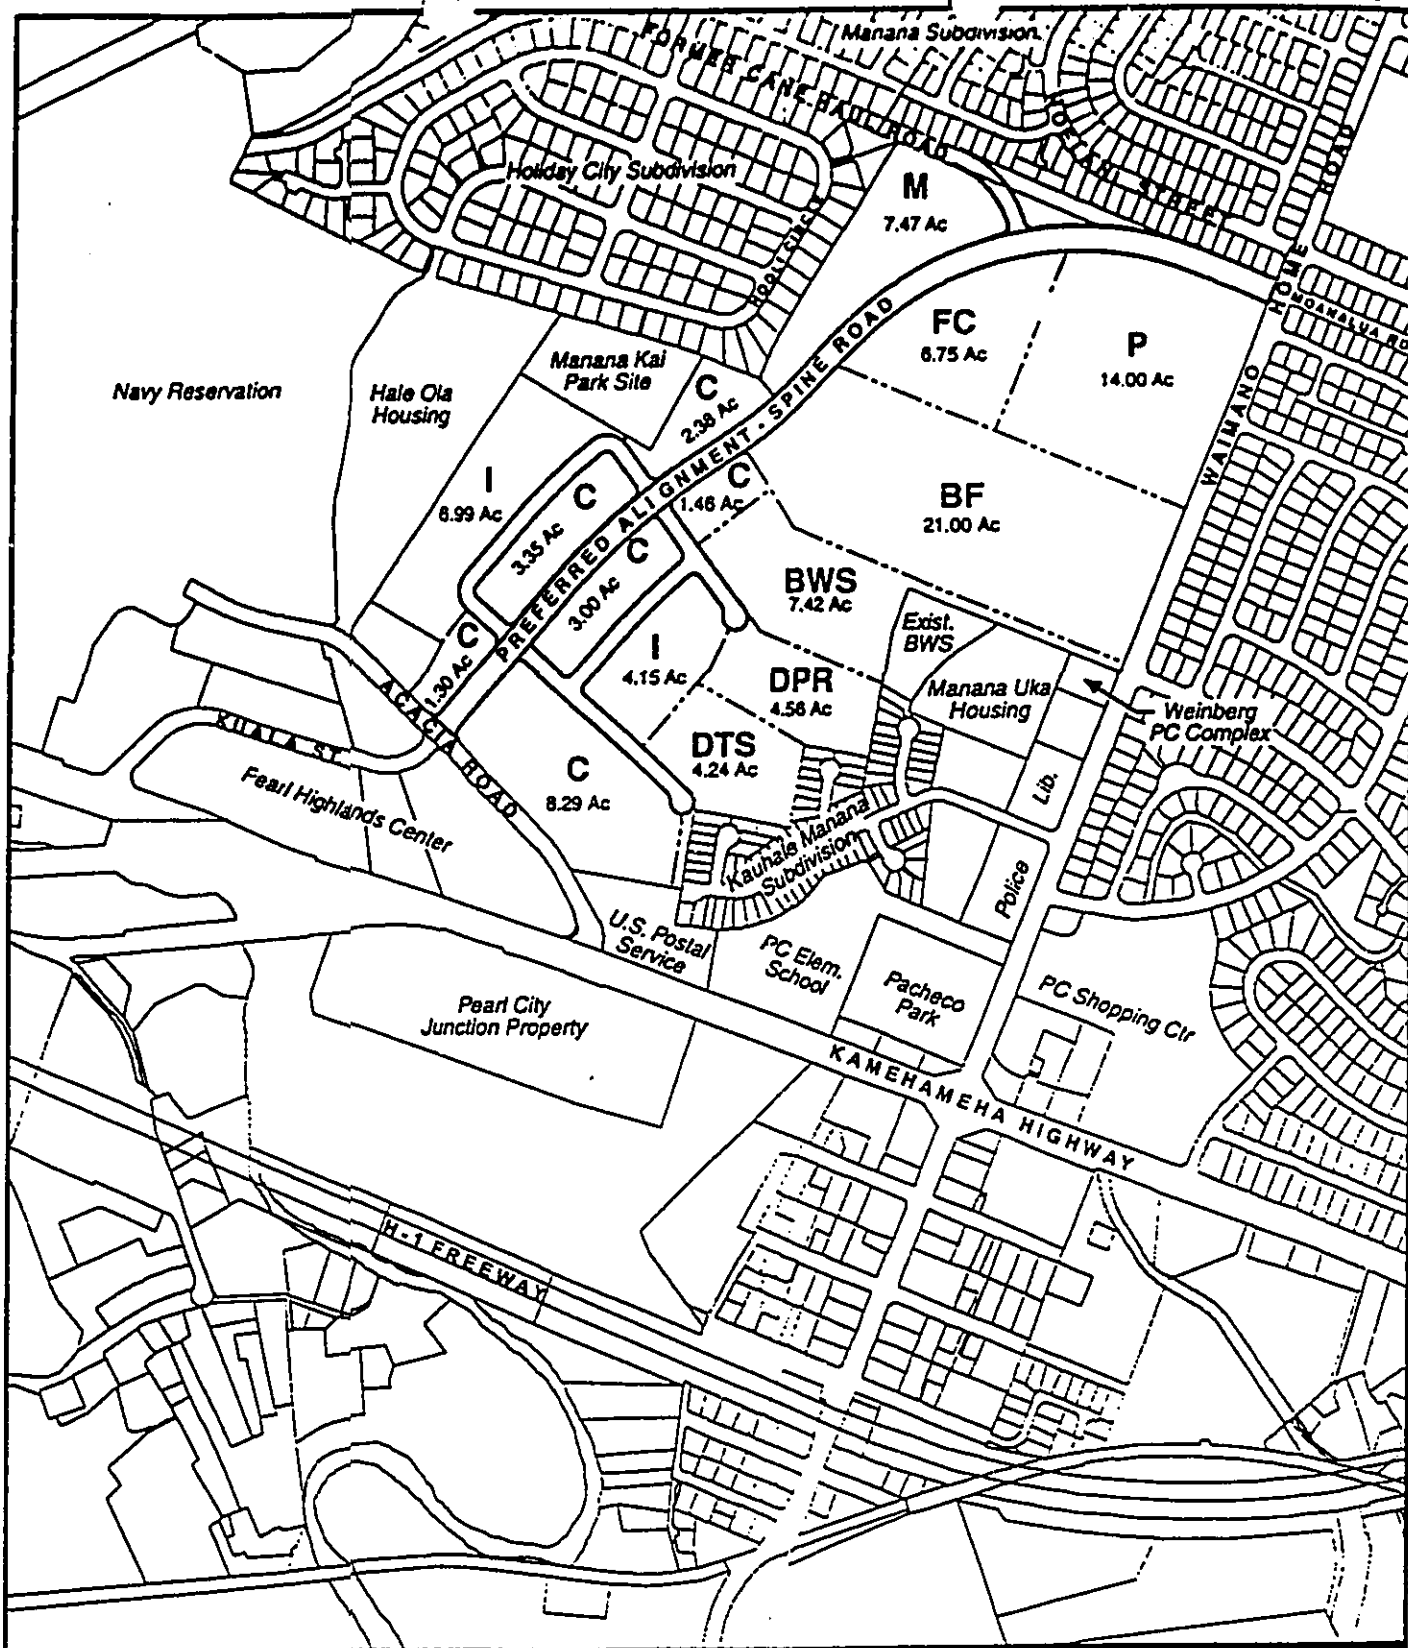 Manana Subdivision
FORMER CANE HAUL ROAD
HOOLI CIRCLE
Holiday City Subdivision
M
7.47 Ac
FC
6.75 Ac
P
14.00 Ac
WAIMANO HOME ROAD
MOANALUA RO
Navy Reservation
Hale Ola
Housing
Manana Kai
Park Site
C
2.38 Ac
PREFERRED ALIGNMENT - SPINE ROAD
I
6.99 Ac
C
3.35 Ac
C
1.46 Ac
BF
21.00 Ac
C
3.00 Ac
BWS
7.42 Ac
Exist.
BWS
C
1.30 Ac
I
4.15 Ac
DPR
4.56 Ac
Manana Uka
Housing
Weinberg
PC Complex
ACACIA ROAD
KUALA ST.
DTS
4.24 Ac
C
8.29 Ac
Lib.
Pearl Highlands Center
Kauhale Manana
Subdivision
Police
U.S. Postal
Service
PC Elem.
School
Pacheco
Park
PC Shopping Ctr
Pearl City
Junction Property
KAMEHAMEHA HIGHWAY
H-1 FREEWAY